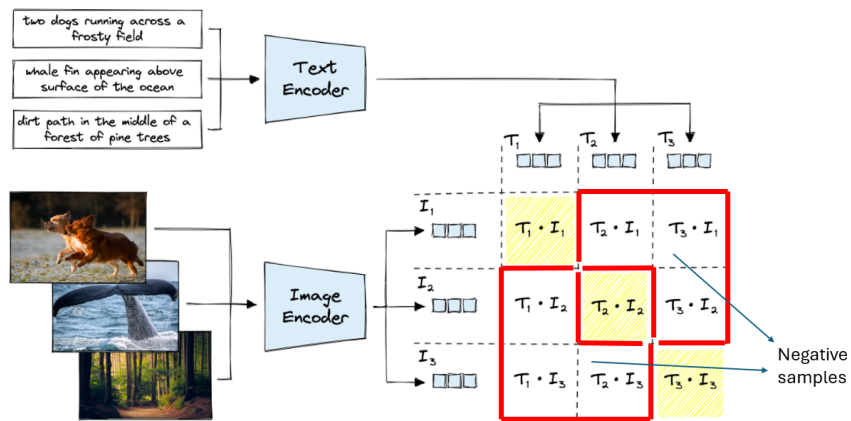 two dogs running across a
frosty field
whale fin appearing above
surface of the ocean
dirt path in the middle of a
forest of pine trees
Text
Encoder
T₁ T₂ T₃
I₁
T₁ · I₁ T₂ · I₁ T₃ · I₁
Image
Encoder
I₂
T₁ · I₂ T₂ · I₂ T₃ · I₂
I₃
T₁ · I₃ T₂ · I₃ T₃ · I₃
Negative
samples